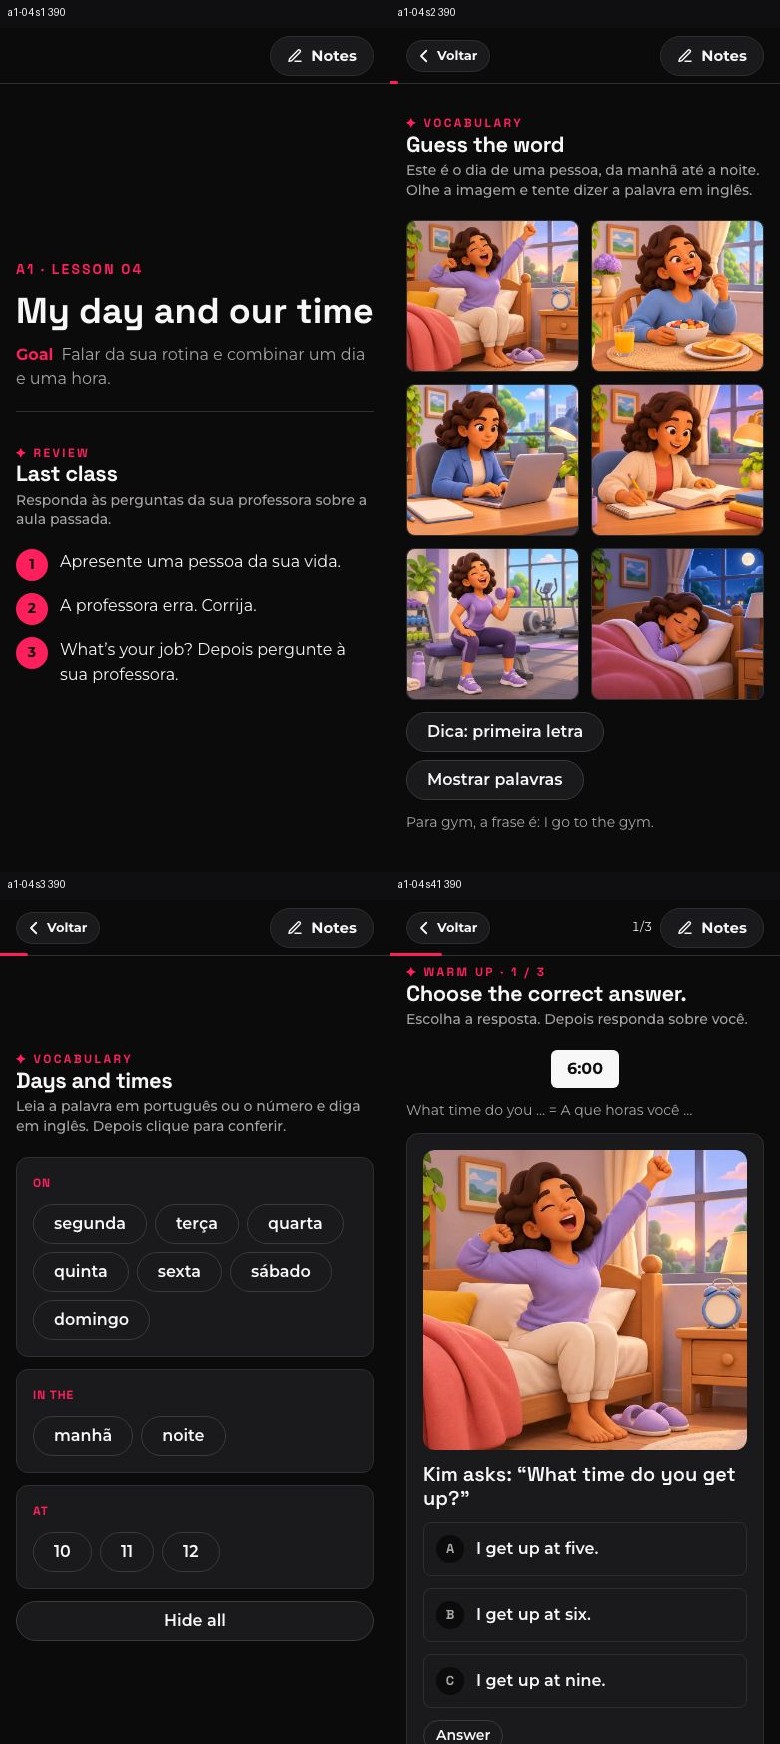 a1-04 s1 390
Notes
A1 · LESSON 04
My day and our time
Goal Falar da sua rotina e combinar um dia
e uma hora.
REVIEW
Last class
Responda às perguntas da sua professora sobre a
aula passada.
1 Apresente uma pessoa da sua vida.
2 A professora erra. Corrija.
3 What’s your job? Depois pergunte à
sua professora.
a1-04 s2 390
Voltar
Notes
VOCABULARY
Guess the word
Este é o dia de uma pessoa, da manhã até a noite.
Olhe a imagem e tente dizer a palavra em inglês.
Dica: primeira letra
Mostrar palavras
Para gym, a frase é: I go to the gym.
a1-04 s3 390
Voltar
Notes
VOCABULARY
Days and times
Leia a palavra em português ou o número e diga
em inglês. Depois clique para conferir.
ON
segunda terça quarta
quinta sexta sábado
domingo
IN THE
manhã noite
AT
10 11 12
Hide all
a1-04 s41 390
Voltar
1/3
Notes
WARM UP · 1 / 3
Choose the correct answer.
Escolha a resposta. Depois responda sobre você.
6:00
What time do you ... = A que horas você ...
Kim asks: “What time do you get
up?”
A I get up at five.
B I get up at six.
C I get up at nine.
Answer